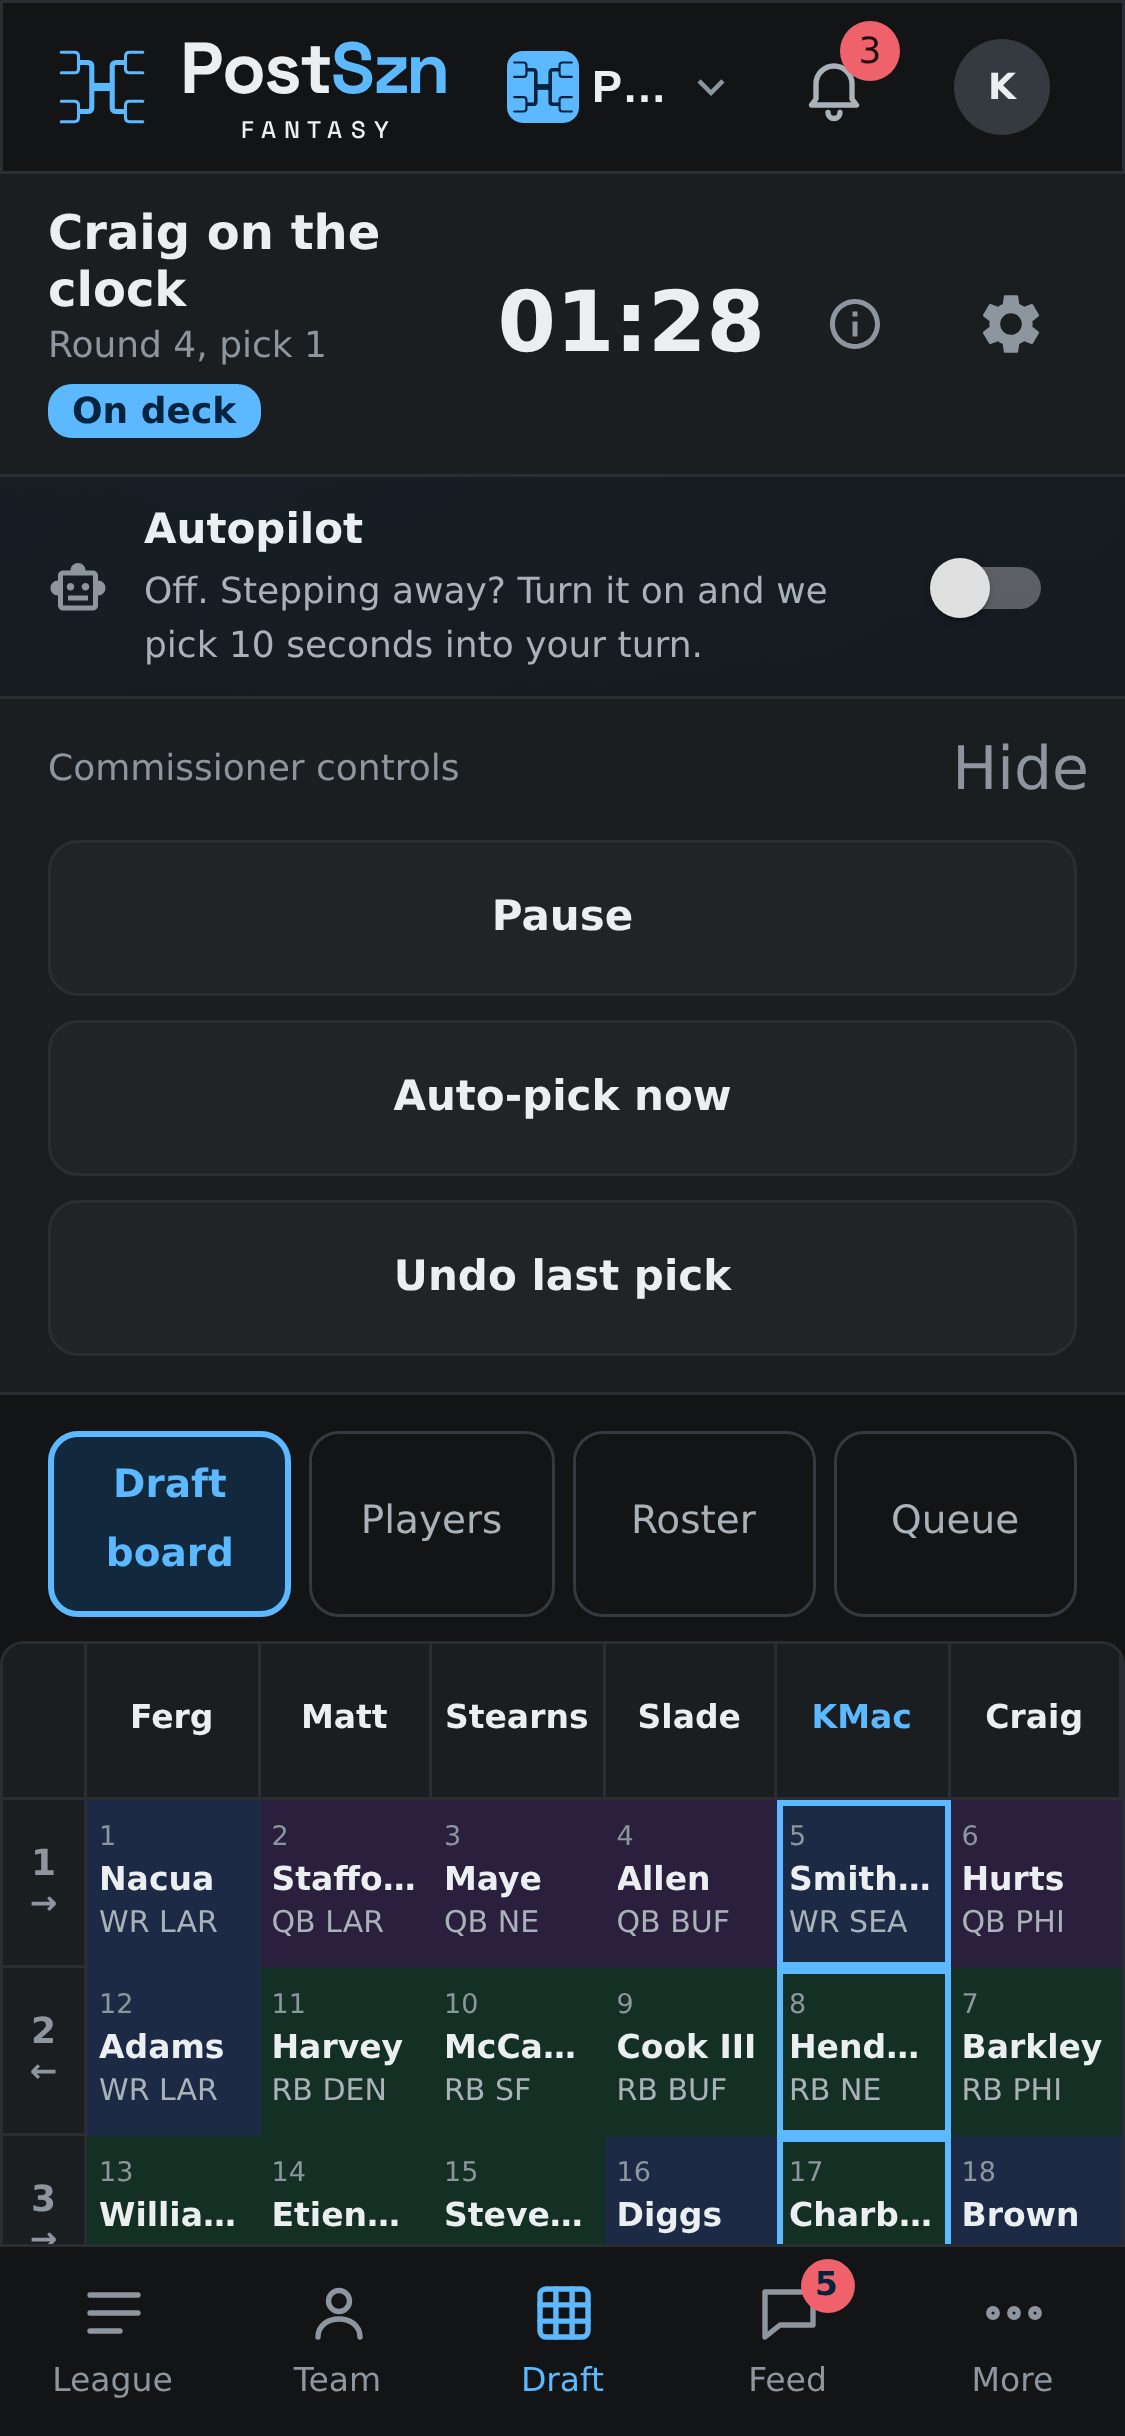 PostSzn
FANTASY
P...
3
K
Craig on the
clock
Round 4, pick 1
On deck
01:28
Autopilot
Off. Stepping away? Turn it on and we
pick 10 seconds into your turn.
Commissioner controls
Hide
Pause
Auto-pick now
Undo last pick
Draft
board
Players
Roster
Queue
Ferg Matt Stearns Slade KMac Craig
1 2 3 4 5 6
1 Nacua Staffo... Maye Allen Smith... Hurts
→ WR LAR QB LAR QB NE QB BUF WR SEA QB PHI
12 11 10 9 8 7
2 Adams Harvey McCa... Cook III Hend... Barkley
← WR LAR RB DEN RB SF RB BUF RB NE RB PHI
13 14 15 16 17 18
3 Willia... Etien... Steve... Diggs Charb... Brown
→
5
League Team Draft Feed More